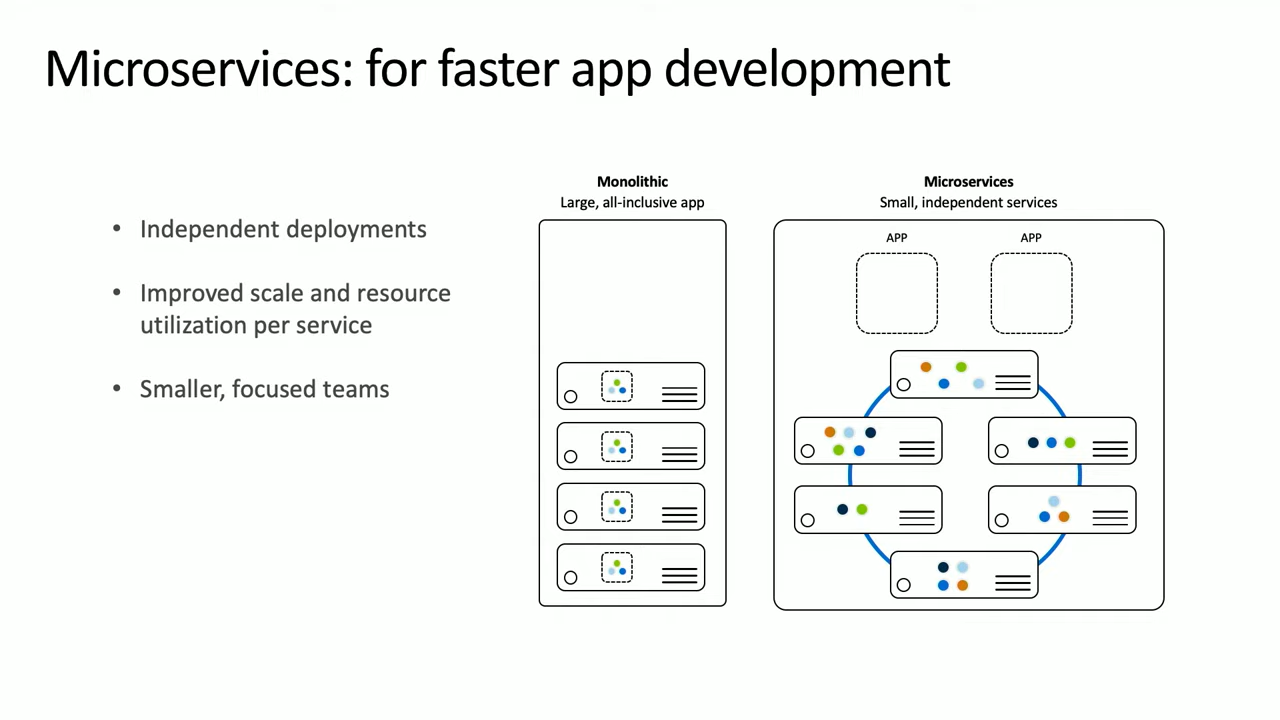 Microservices: for faster app development
• Independent deployments
• Improved scale and resource
utilization per service
• Smaller, focused teams
Monolithic
Large, all-inclusive app
Microservices
Small, independent services
APP
APP